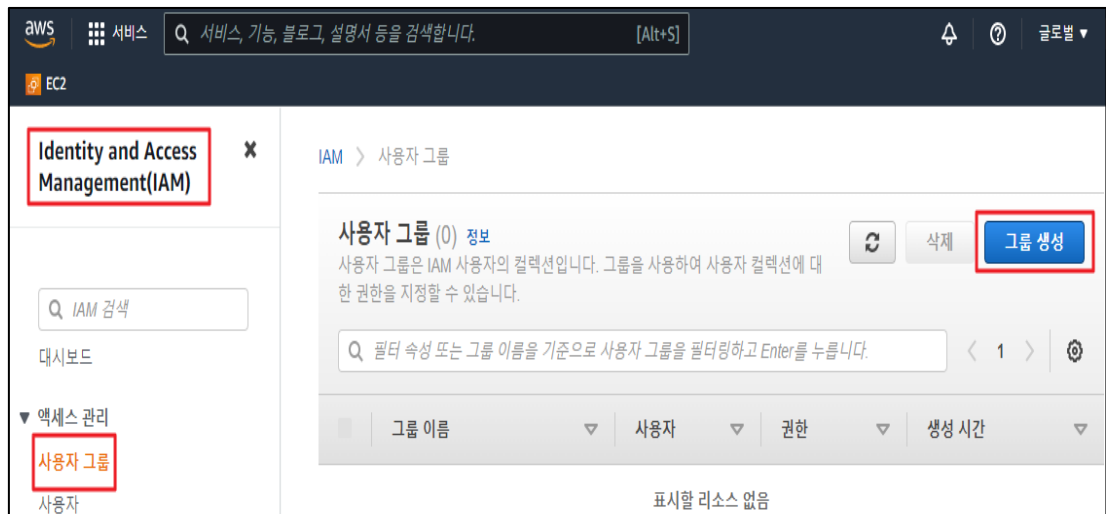 aws
서비스
서비스, 기능, 블로그, 설명서 등을 검색합니다.
[Alt+S]
글로벌 ▼
EC2
Identity and Access
Management(IAM)
IAM 검색
대시보드
▼ 액세스 관리
사용자 그룹
사용자
IAM > 사용자 그룹
사용자 그룹 (0) 정보
사용자 그룹은 IAM 사용자의 컬렉션입니다. 그룹을 사용하여 사용자 컬렉션에 대
한 권한을 지정할 수 있습니다.
삭제
그룹 생성
필터 속성 또는 그룹 이름을 기준으로 사용자 그룹을 필터링하고 Enter를 누릅니다.
< 1 >
그룹 이름
사용자
권한
생성 시간
표시할 리소스 없음